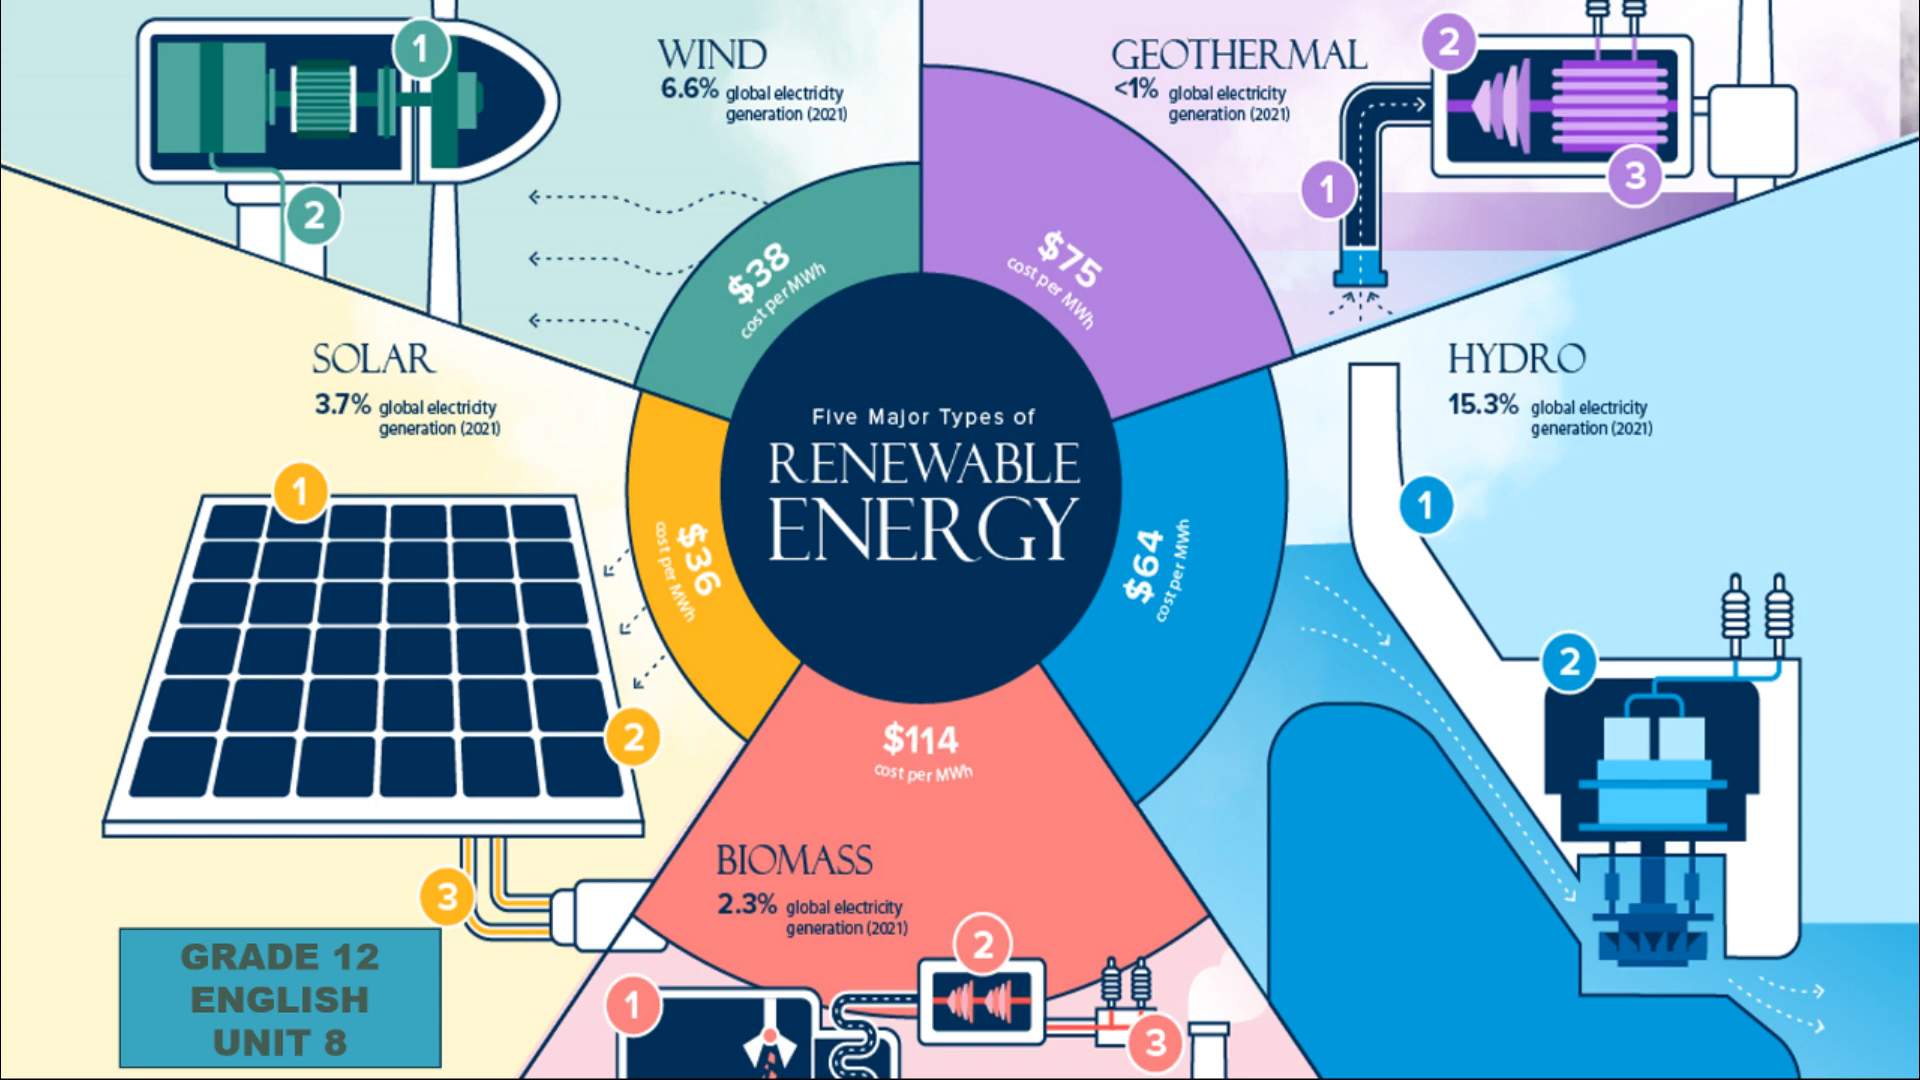 WIND
6.6% global electricity
generation (2021)
1
2
$38
cost per MWh
GEOTHERMAL
<1% global electricity
generation (2021)
1
2
3
$75
cost per MWh
SOLAR
3.7% global electricity
generation (2021)
1
2
3
$36
cost per MWh
Five Major Types of
RENEWABLE
ENERGY
HYDRO
15.3% global electricity
generation (2021)
1
2
$64
cost per MWh
$114
cost per MWh
BIOMASS
2.3% global electricity
generation (2021)
1
2
3
GRADE 12
ENGLISH
UNIT 8